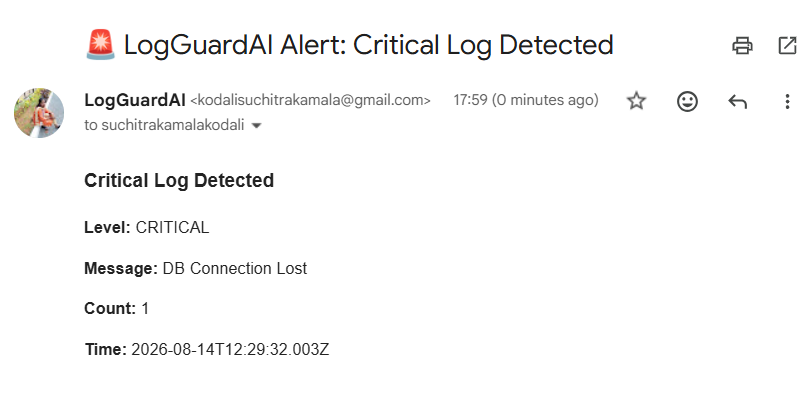 🚨 LogGuardAI Alert: Critical Log Detected
LogGuardAI <kodalisuchitrakamala@gmail.com> 17:59 (0 minutes ago)
to suchitrakamalakodali
Critical Log Detected
Level: CRITICAL
Message: DB Connection Lost
Count: 1
Time: 2026-08-14T12:29:32.003Z